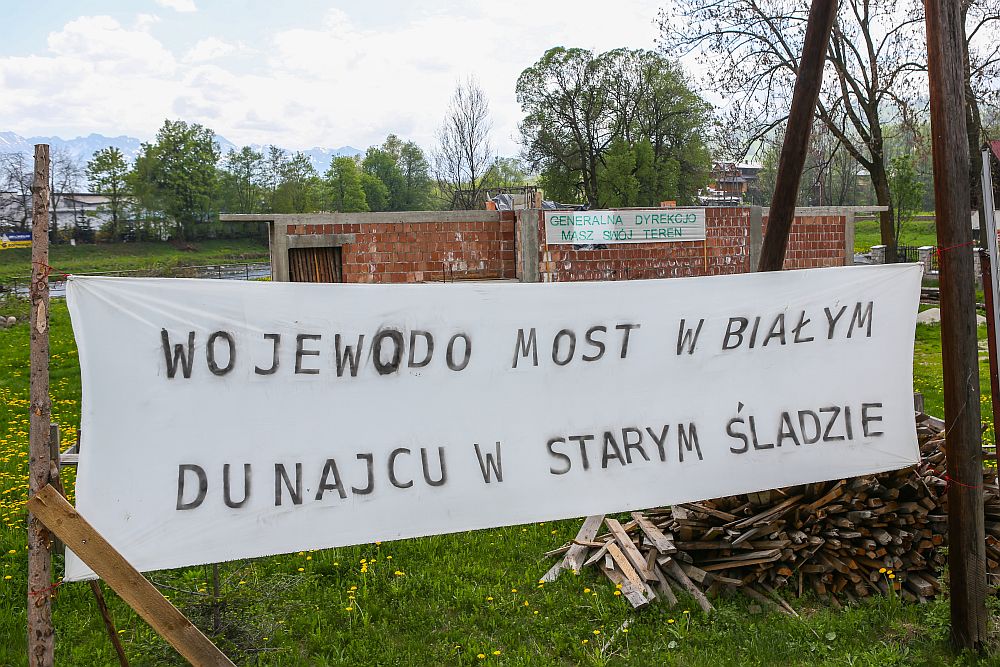 GENERALNA DYREKCJO
MASZ SWÓJ TEREN
WOJEWODO MOST W BIAŁYM
DUNAJCU W STARYM ŚLADZIE